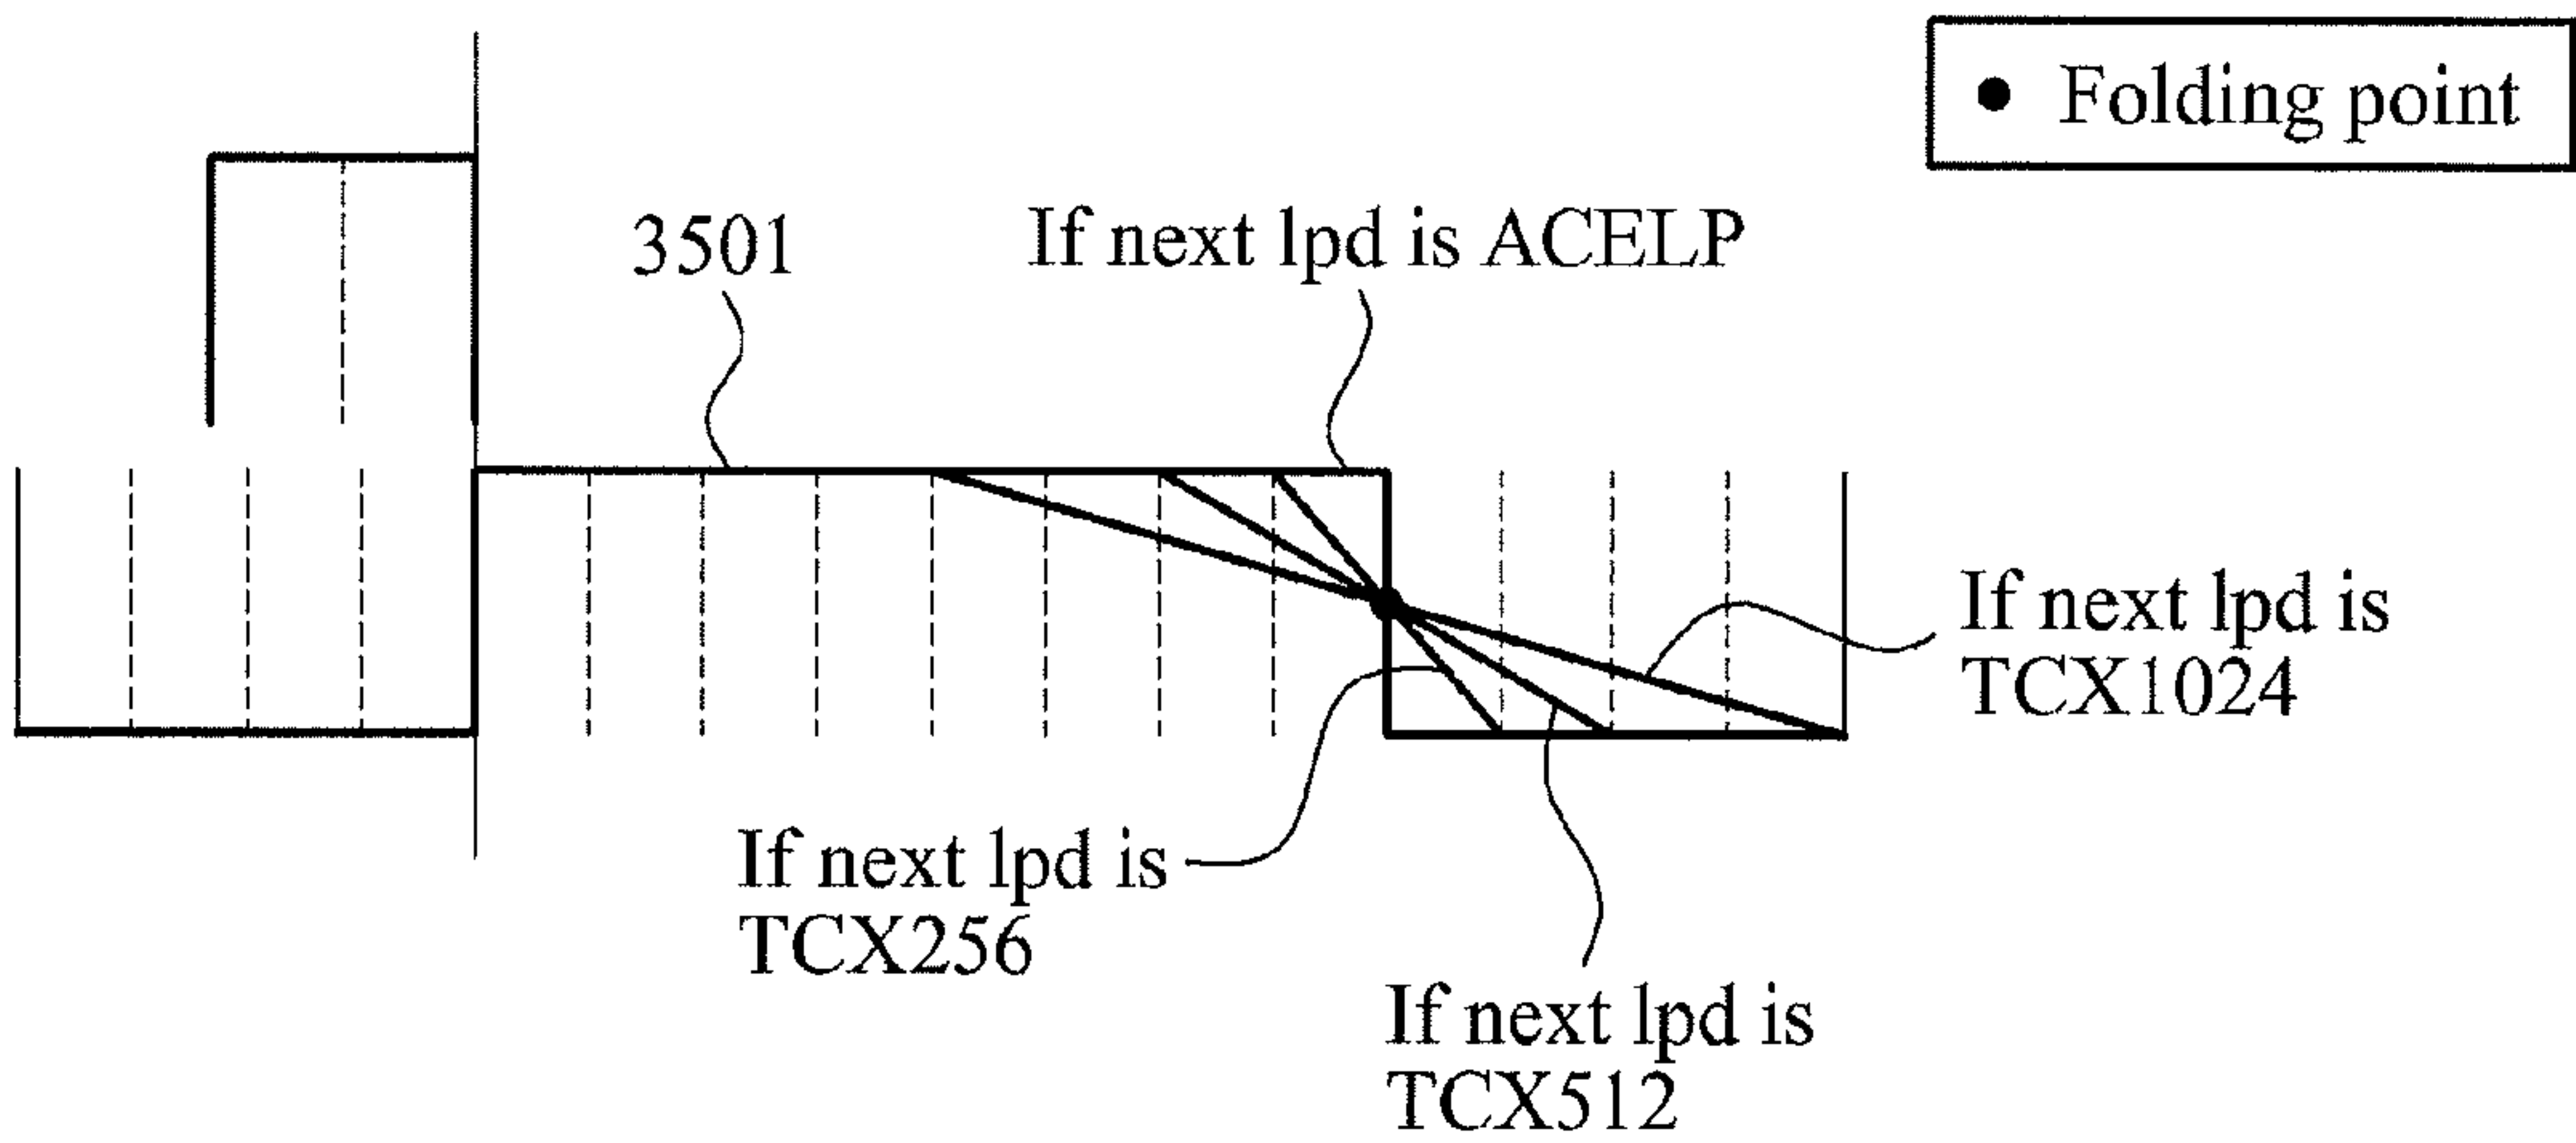 Folding point
3501
If next lpd is ACELP
If next lpd is
TCX1024
If next lpd is
TCX256
If next lpd is
TCX512